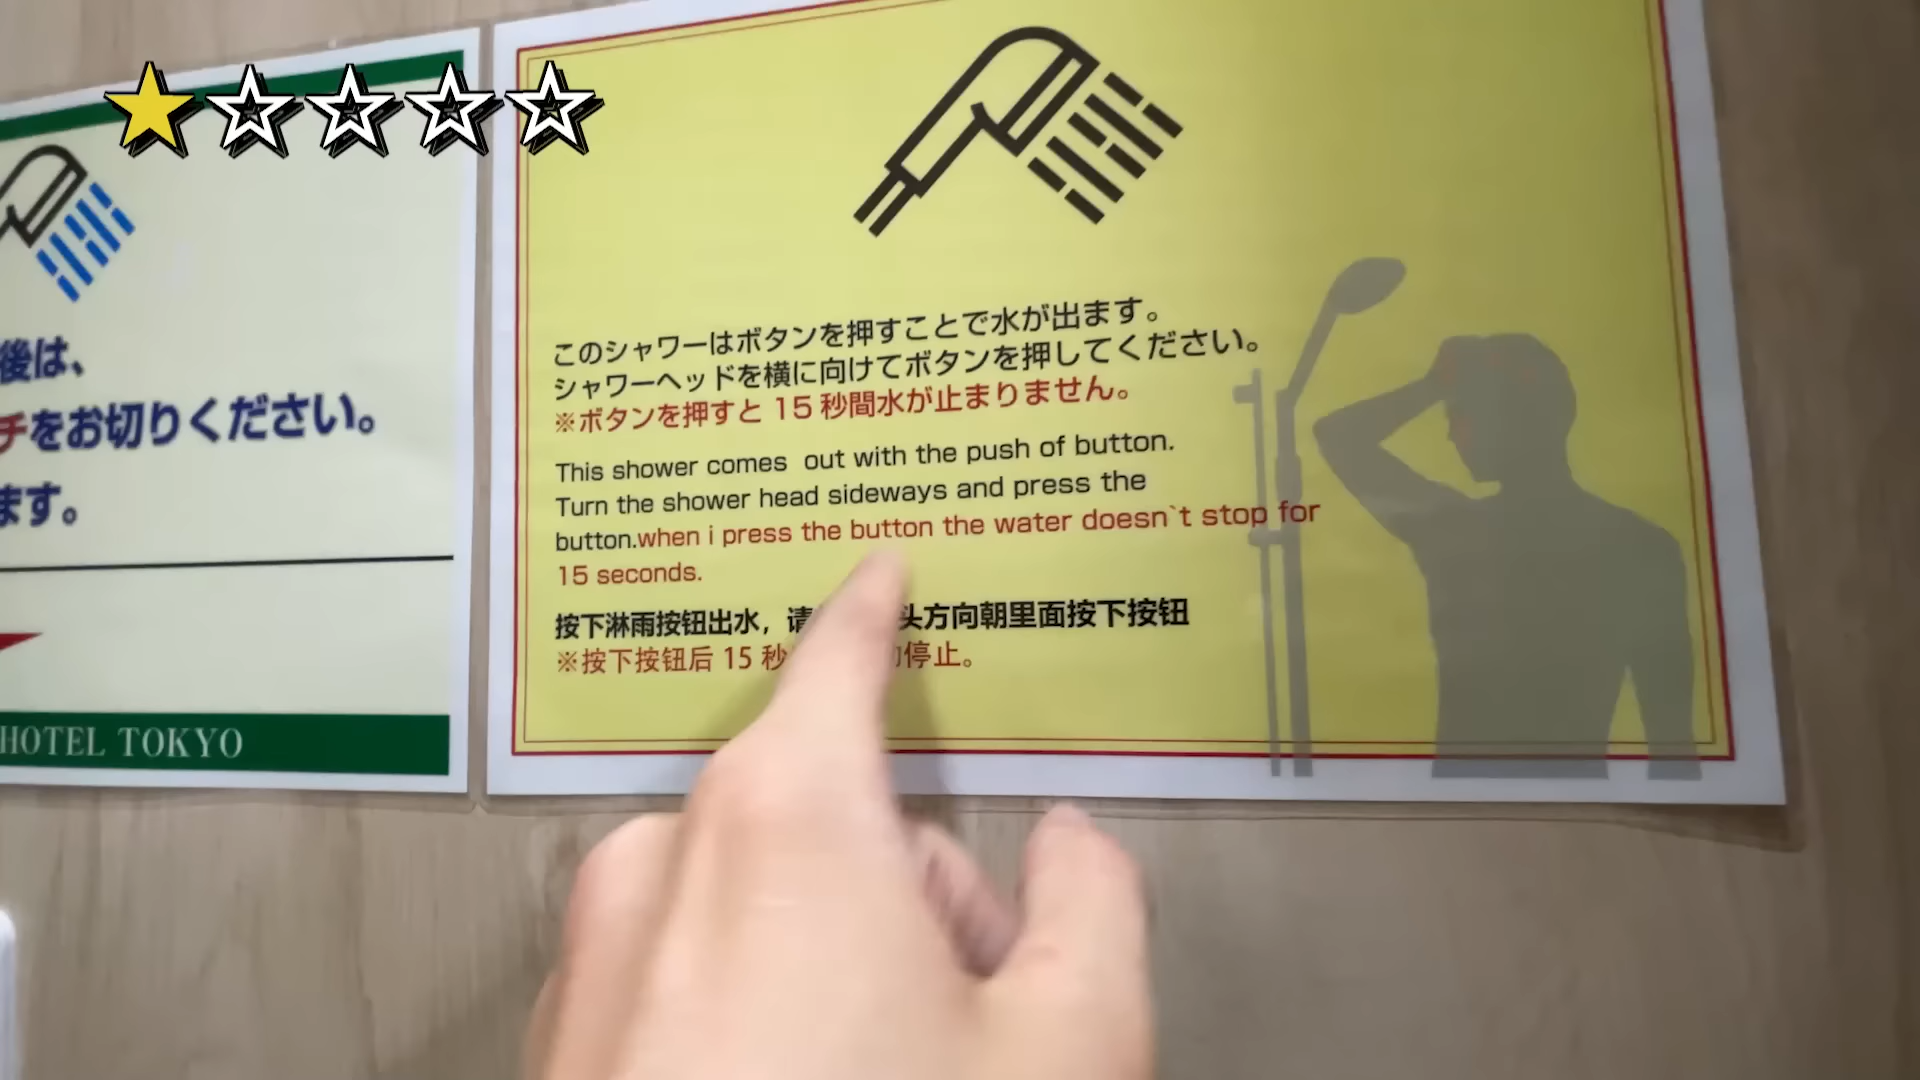 後は、
チをお切りください。
ます。
HOTEL TOKYO
このシャワーはボタンを押すことで水が出ます。
シャワーヘッドを横に向けてボタンを押してください。
※ボタンを押すと 15 秒間水が止まりません。
This shower comes out with the push of button.
Turn the shower head sideways and press the
button.when i press the button the water doesn`t stop for
15 seconds.
按下淋雨按钮出水，请 头方向朝里面按下按钮
※按下按钮后 15 秒 停止。